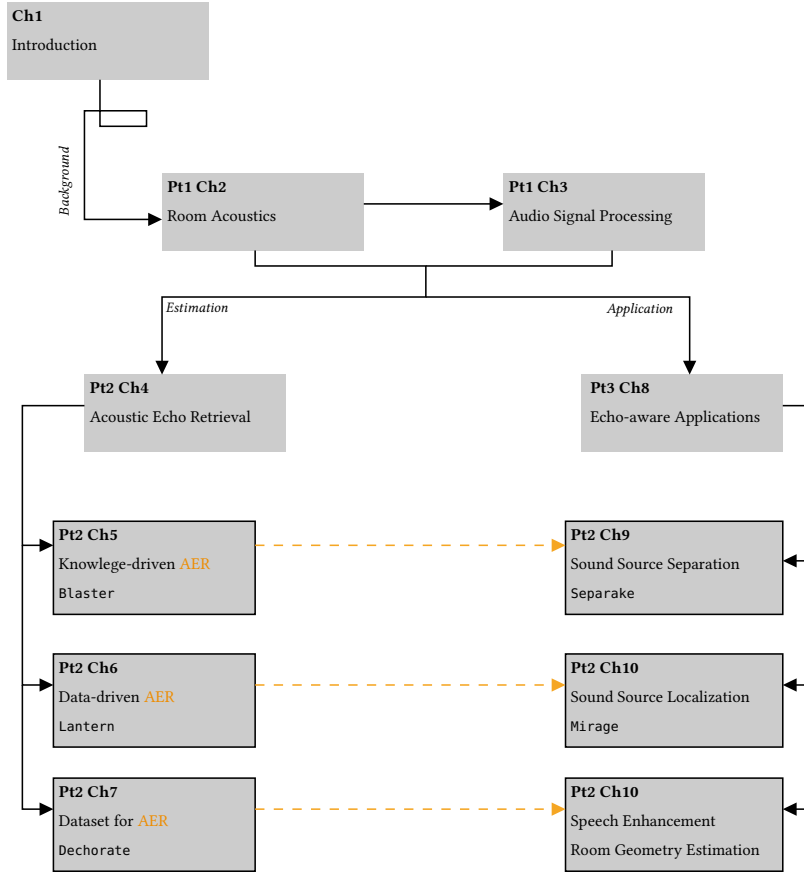 Ch1
Introduction
Background
Pt1 Ch2
Room Acoustics
Pt1 Ch3
Audio Signal Processing
Estimation
Application
Pt2 Ch4
Acoustic Echo Retrieval
Pt3 Ch8
Echo-aware Applications
Pt2 Ch5
Knowlege-driven AER
Blaster
Pt2 Ch9
Sound Source Separation
Separake
Pt2 Ch6
Data-driven AER
Lantern
Pt2 Ch10
Sound Source Localization
Mirage
Pt2 Ch7
Dataset for AER
Dechorate
Pt2 Ch10
Speech Enhancement
Room Geometry Estimation